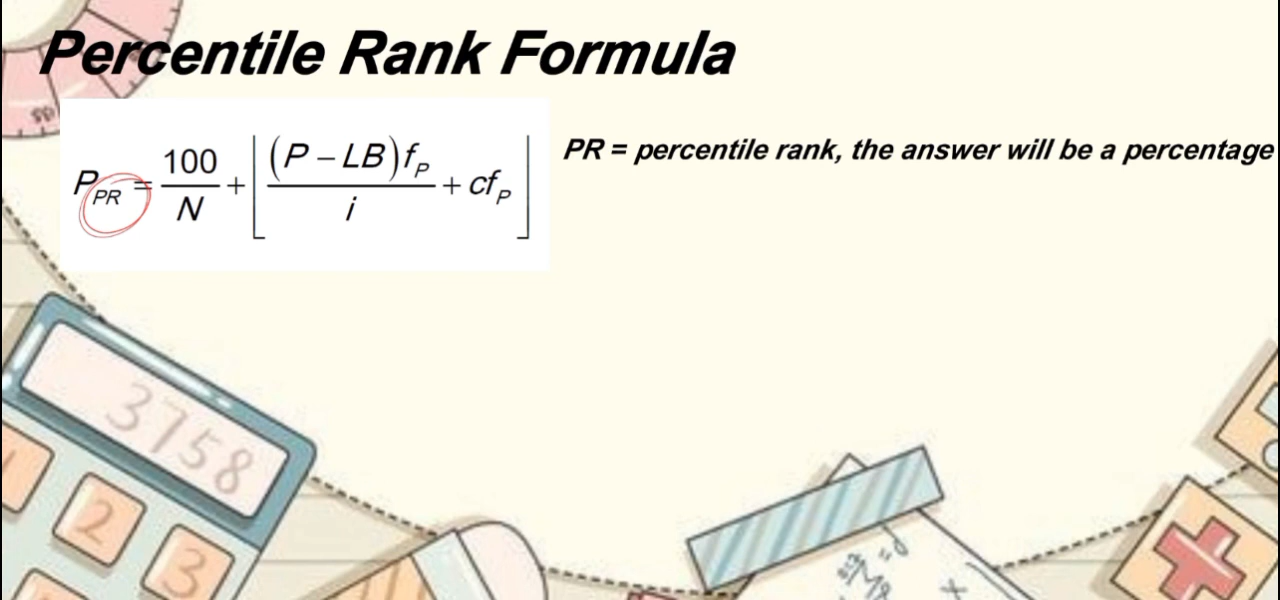 Percentile Rank Formula
P_PR = 100/N + [(P – LB)f_P/i + cf_P]
PR = percentile rank, the answer will be a percentage
3758
2
3